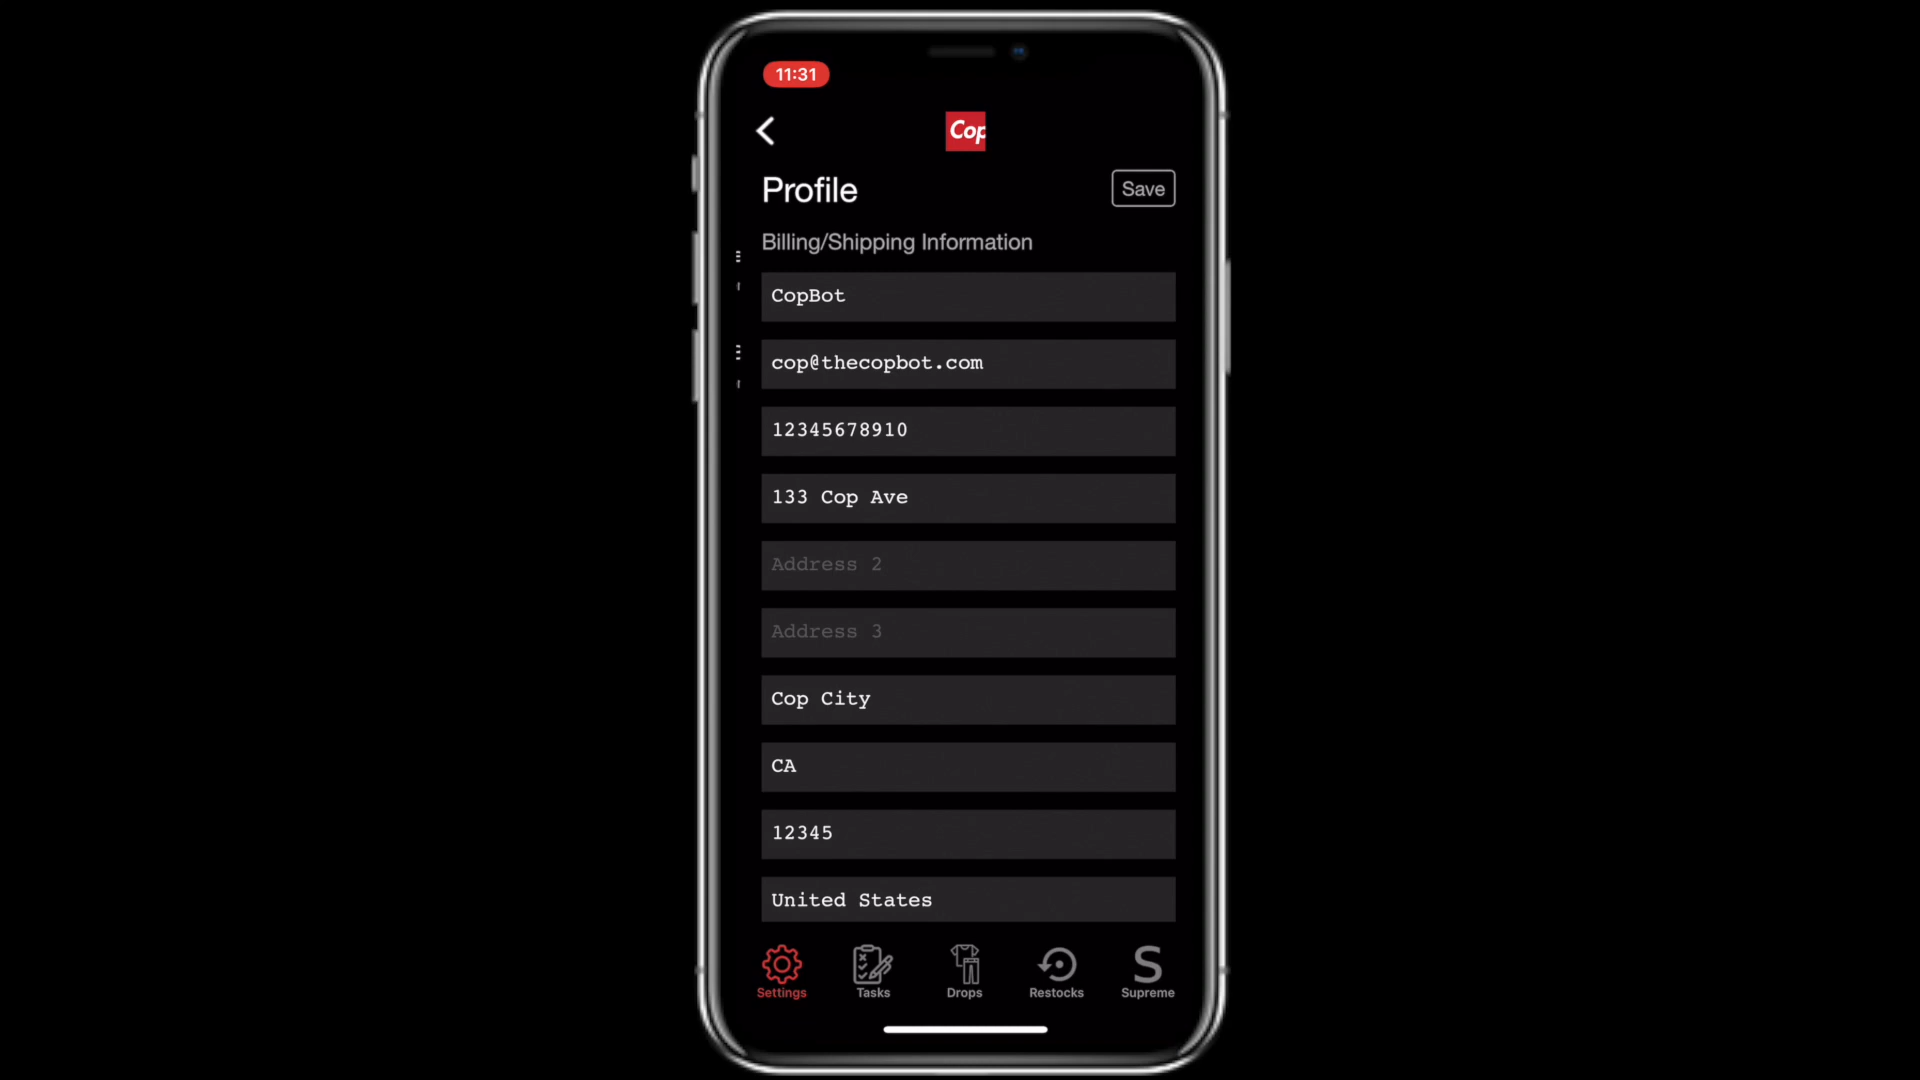 11:31
Cop
Profile
Save
Billing/Shipping Information
CopBot
cop@thecopbot.com
12345678910
133 Cop Ave
Address 2
Address 3
Cop City
CA
12345
United States
Settings
Tasks
Drops
Restocks
S
Supreme